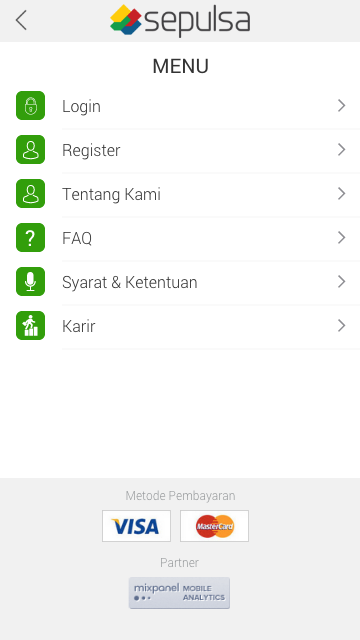 sepulsa
MENU
Login
Register
Tentang Kami
?
FAQ
Syarat & Ketentuan
Karir
Metode Pembayaran
VISA
MasterCard
Partner
mixpanel
MOBILE
ANALYTICS